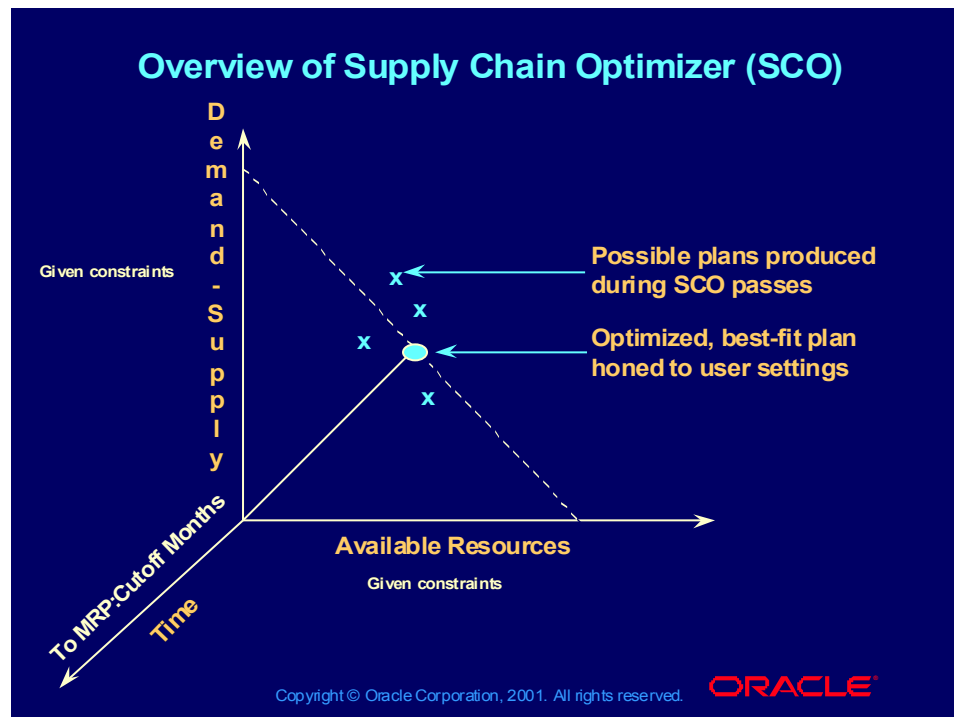 Overview of Supply Chain Optimizer (SCO)
Demand-Supply
Given constraints
Possible plans produced
during SCO passes
x
x
x
Optimized, best-fit plan
honed to user settings
x
To MRP:Cutoff Months
Time
Available Resources
Given constraints
Copyright © Oracle Corporation, 2001. All rights reserved.
ORACLE®